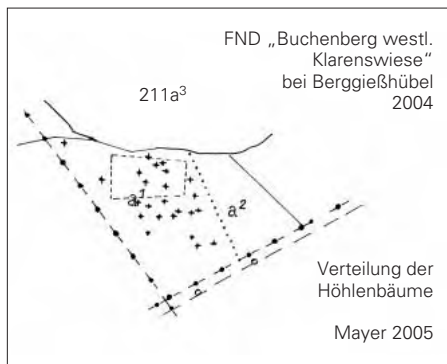 FND „Buchenberg westl.
Klarenswiese“
bei Berggießhübel
2004
211a³
a¹
a²
Verteilung der
Höhlenbäume
Mayer 2005